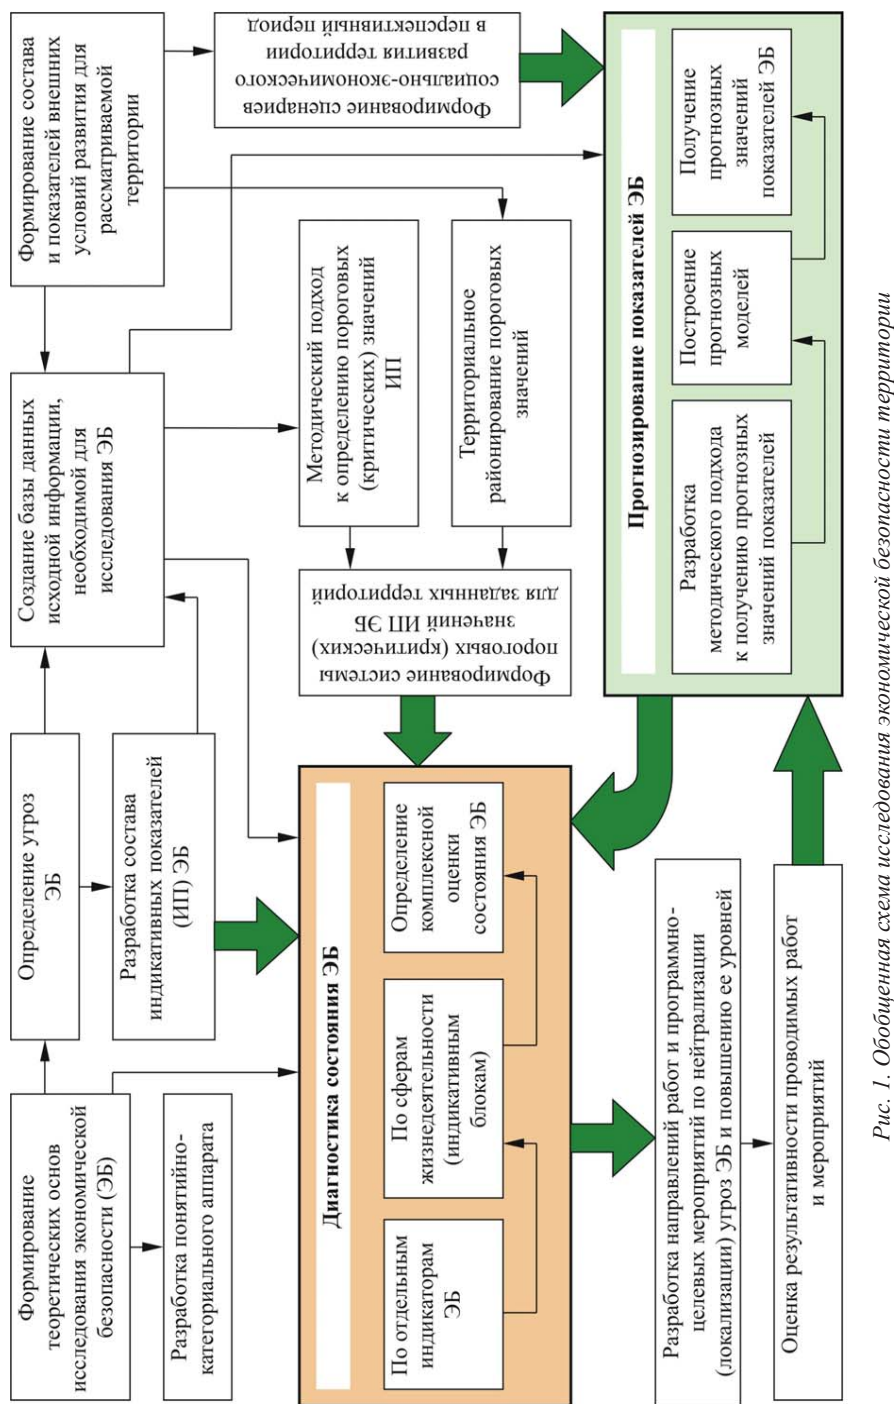 Формирование
теоретических основ
исследования экономической
безопасности (ЭБ)
Разработка понятийно-
категориального аппарата
Определение угроз
ЭБ
Разработка состава
индикативных показателей
(ИП) ЭБ
Создание базы данных
исходной информации,
необходимой для
исследования ЭБ
Формирование состава
и показателей внешних
условий развития для
рассматриваемой
территории
Формирование сценариев
социально-экономического
развития территории
в перспективный период
Методический подход
к определению пороговых
(критических) значений
ИП
Территориальное
районирование пороговых
значений
Формирование системы
пороговых (критических)
значений ИП ЭБ
для заданных территорий
Диагностика состояния ЭБ
По отдельным
индикаторам
ЭБ
По сферам
жизнедеятельности
(индикативным
блокам)
Определение
комплексной
оценки
состояния ЭБ
Прогнозирование показателей ЭБ
Разработка
методического подхода
к получению прогнозных
значений показателей
Построение
прогнозных
моделей
Получение
прогнозных
значений
показателей ЭБ
Разработка направлений работ и программно-
целевых мероприятий по нейтрализации
(локализации) угроз ЭБ и повышению ее уровней
Оценка результативности проводимых работ
и мероприятий
Рис. 1. Обобщенная схема исследования экономической безопасности территории